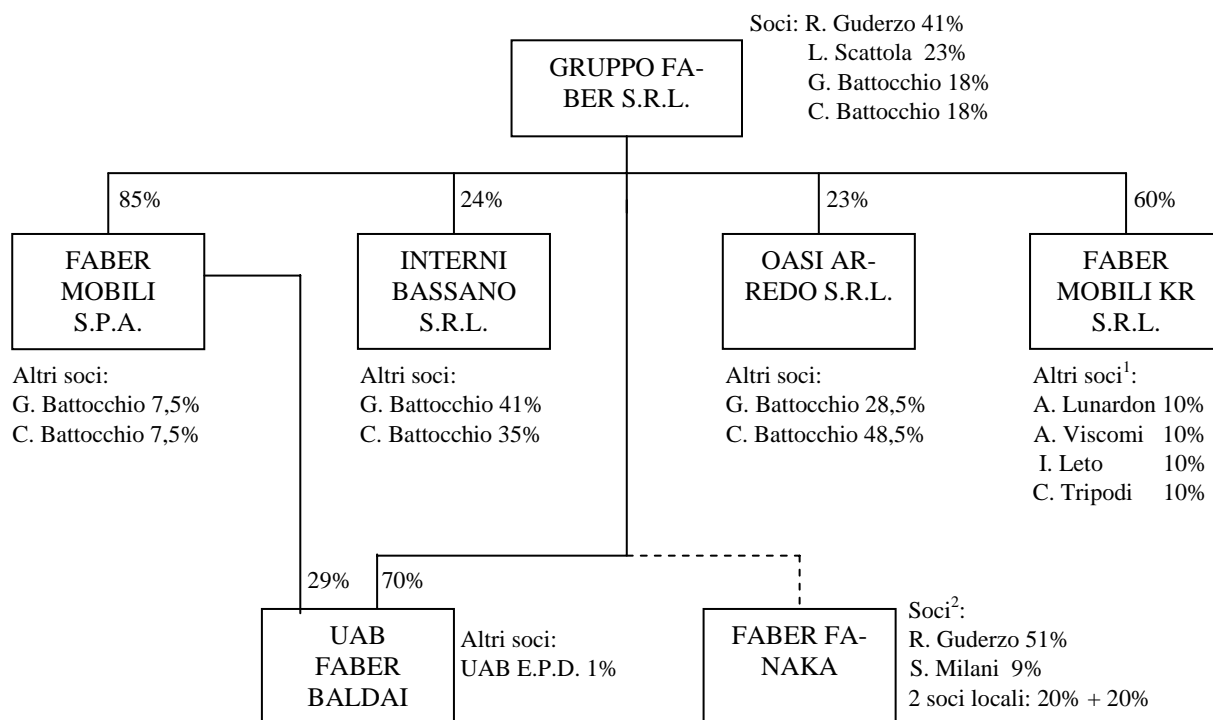 Soci: R. Guderzo 41%
L. Scattola 23%
G. Battocchio 18%
C. Battocchio 18%
GRUPPO FA-
BER S.R.L.
85%
24%
23%
60%
FABER
MOBILI
S.P.A.
INTERNI
BASSANO
S.R.L.
OASI AR-
REDO S.R.L.
FABER
MOBILI KR
S.R.L.
Altri soci:
G. Battocchio 7,5%
C. Battocchio 7,5%
Altri soci:
G. Battocchio 41%
C. Battocchio 35%
Altri soci:
G. Battocchio 28,5%
C. Battocchio 48,5%
Altri soci¹:
A. Lunardon 10%
A. Viscomi 10%
I. Leto 10%
C. Tripodi 10%
29%
70%
UAB
FABER
BALDAI
Altri soci:
UAB E.P.D. 1%
FABER FA-
NAKA
Soci²:
R. Guderzo 51%
S. Milani 9%
2 soci locali: 20% + 20%